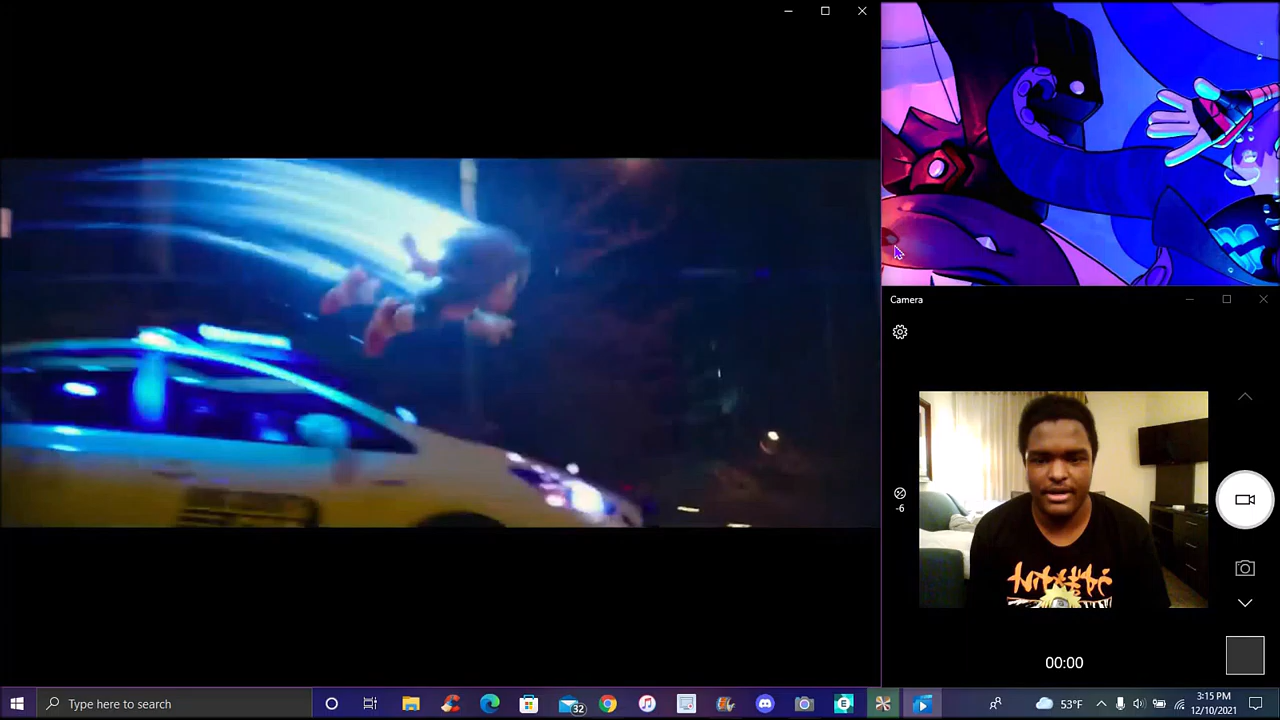 Camera
-6
00:00
Type here to search
32
53°F
3:15 PM
12/10/2021